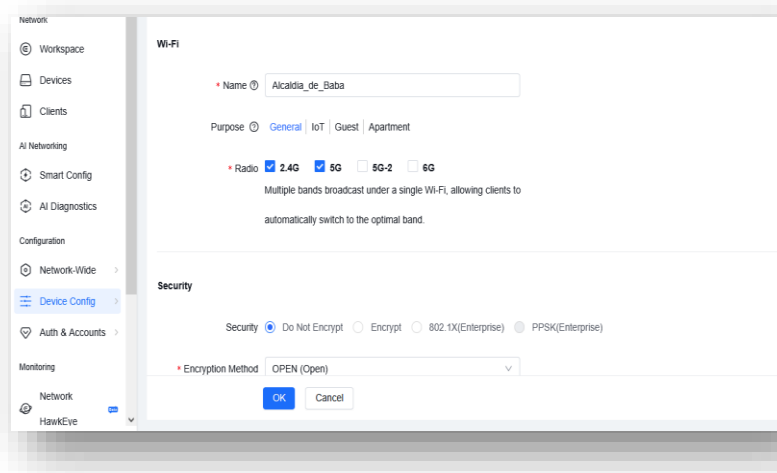 Network
Workspace
Devices
Clients
AI Networking
Smart Config
AI Diagnostics
Configuration
Network-Wide
Device Config
Auth & Accounts
Monitoring
Network
HawkEye
Wi-Fi
* Name
Alcaldia_de_Baba
Purpose
General | IoT | Guest | Apartment
* Radio
2.4G 5G 5G-2 6G
Multiple bands broadcast under a single Wi-Fi, allowing clients to
automatically switch to the optimal band.
Security
Security
Do Not Encrypt Encrypt 802.1X(Enterprise) PPSK(Enterprise)
* Encryption Method
OPEN (Open)
OK
Cancel